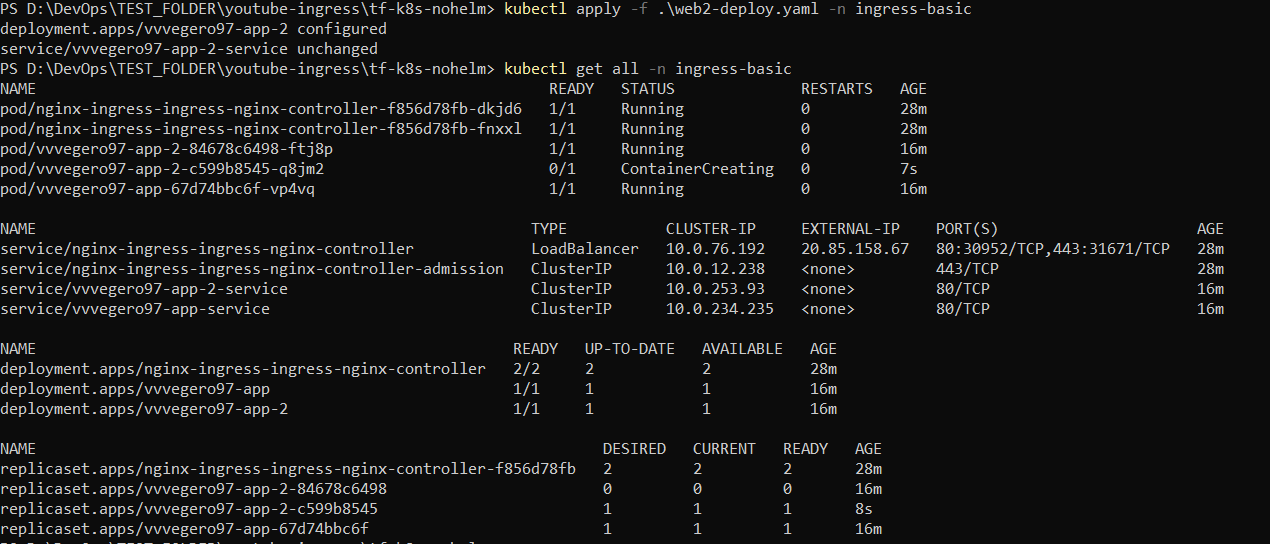 PS D:\DevOps\TEST_FOLDER\youtube-ingress\tf-k8s-nohelm> kubectl apply -f .\web2-deploy.yaml -n ingress-basic
deployment.apps/vvvegero97-app-2 configured
service/vvvegero97-app-2-service unchanged
PS D:\DevOps\TEST_FOLDER\youtube-ingress\tf-k8s-nohelm> kubectl get all -n ingress-basic
NAME READY STATUS RESTARTS AGE
pod/nginx-ingress-ingress-nginx-controller-f856d78fb-dkjd6 1/1 Running 0 28m
pod/nginx-ingress-ingress-nginx-controller-f856d78fb-fnxxl 1/1 Running 0 28m
pod/vvvegero97-app-2-84678c6498-ftj8p 1/1 Running 0 16m
pod/vvvegero97-app-2-c599b8545-q8jm2 0/1 ContainerCreating 0 7s
pod/vvvegero97-app-67d74bbc6f-vp4vq 1/1 Running 0 16m
NAME TYPE CLUSTER-IP EXTERNAL-IP PORT(S) AGE
service/nginx-ingress-ingress-nginx-controller LoadBalancer 10.0.76.192 20.85.158.67 80:30952/TCP,443:31671/TCP 28m
service/nginx-ingress-ingress-nginx-controller-admission ClusterIP 10.0.12.238 <none> 443/TCP 28m
service/vvvegero97-app-2-service ClusterIP 10.0.253.93 <none> 80/TCP 16m
service/vvvegero97-app-service ClusterIP 10.0.234.235 <none> 80/TCP 16m
NAME READY UP-TO-DATE AVAILABLE AGE
deployment.apps/nginx-ingress-ingress-nginx-controller 2/2 2 2 28m
deployment.apps/vvvegero97-app 1/1 1 1 16m
deployment.apps/vvvegero97-app-2 1/1 1 1 16m
NAME DESIRED CURRENT READY AGE
replicaset.apps/nginx-ingress-ingress-nginx-controller-f856d78fb 2 2 2 28m
replicaset.apps/vvvegero97-app-2-84678c6498 0 0 0 16m
replicaset.apps/vvvegero97-app-2-c599b8545 1 1 1 8s
replicaset.apps/vvvegero97-app-67d74bbc6f 1 1 1 16m